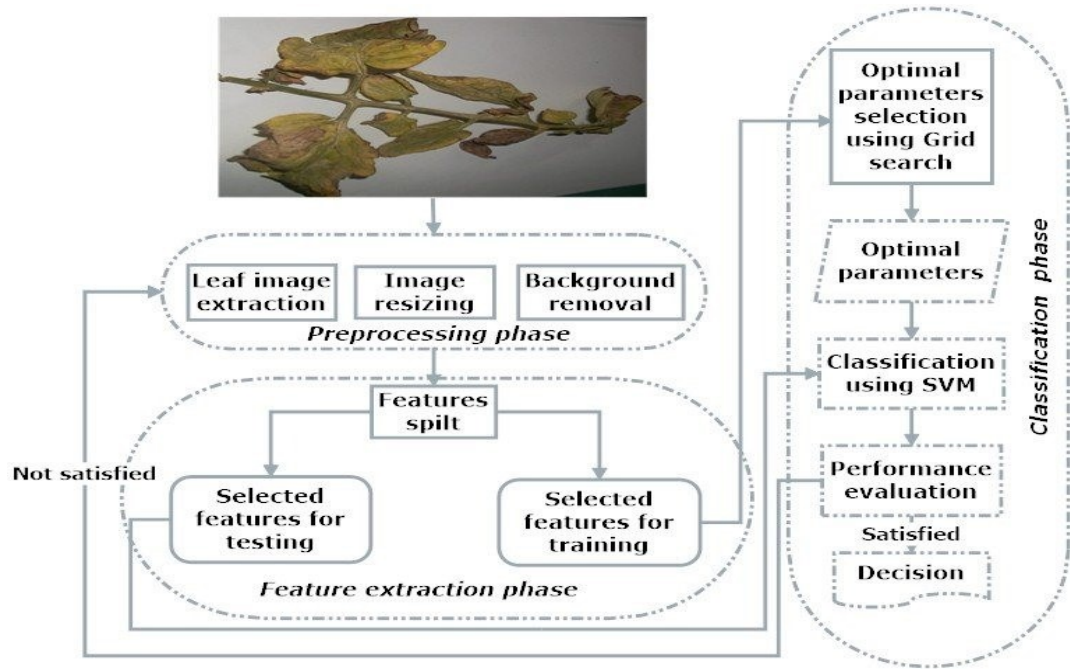 Leaf image
extraction
Image
resizing
Background
removal
Preprocessing phase
Features
spilt
Not satisfied
Selected
features for
testing
Selected
features for
training
Feature extraction phase
Optimal
parameters
selection
using Grid
search
Optimal
parameters
Classification
using SVM
Performance
evaluation
Satisfied
Decision
Classification phase